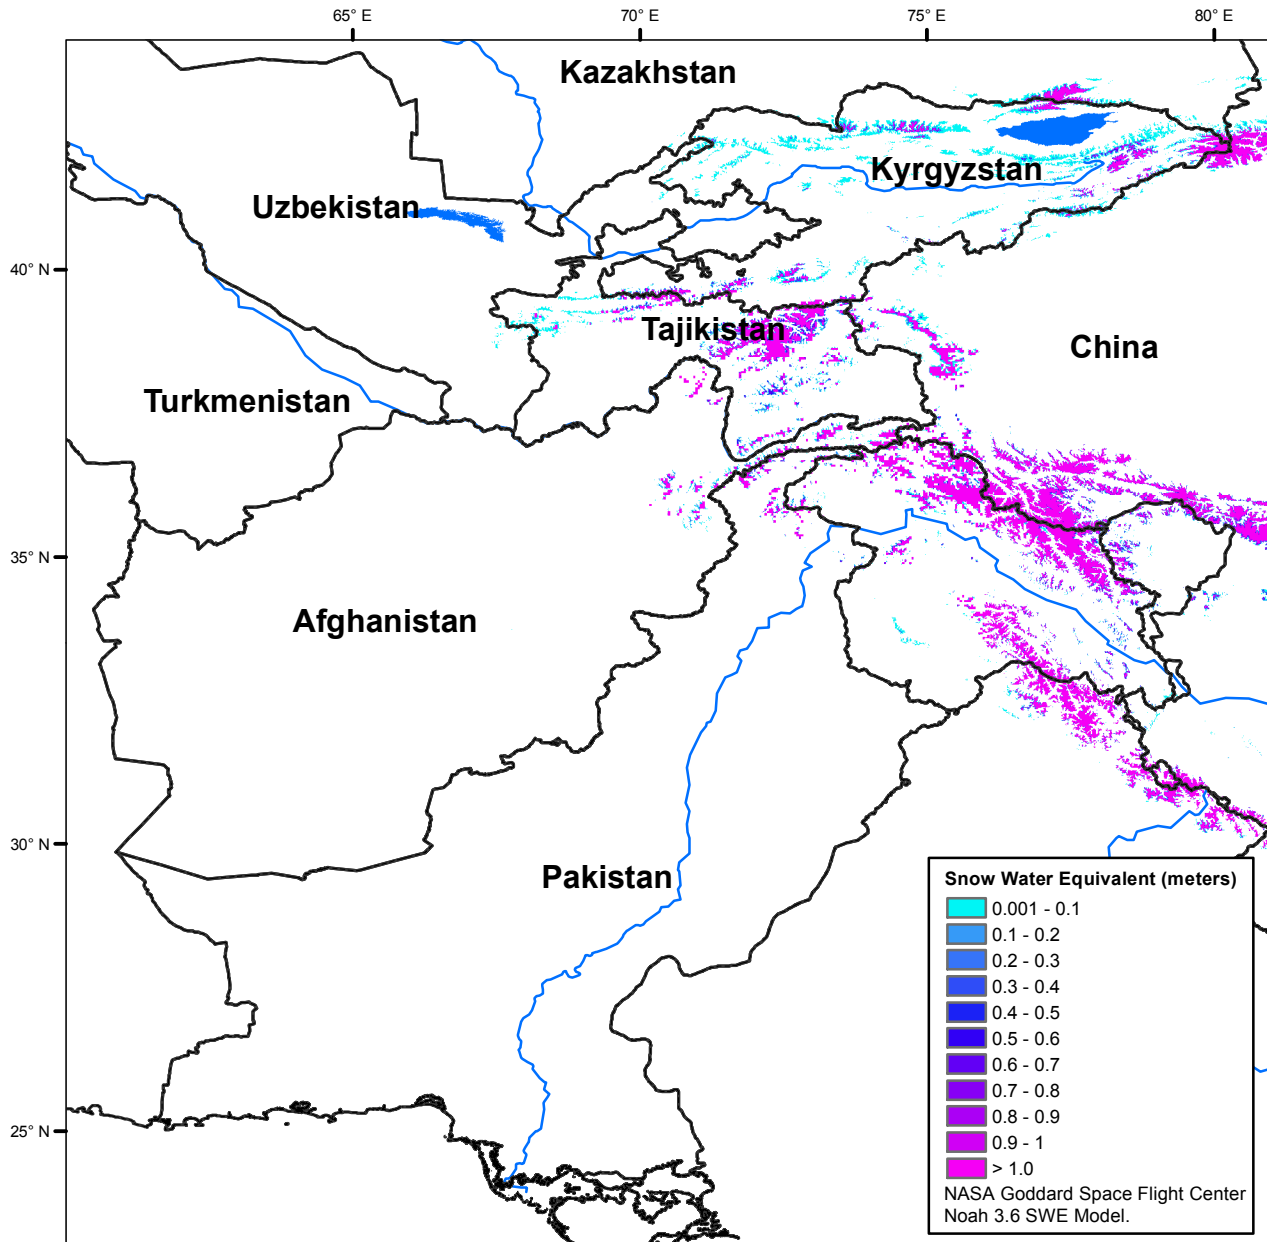 65° E
70° E
75° E
80° E
Kazakhstan
Kyrgyzstan
Uzbekistan
40° N
Tajikistan
China
Turkmenistan
35° N
Afghanistan
30° N
Pakistan
25° N
Snow Water Equivalent (meters)
0.001 - 0.1
0.1 - 0.2
0.2 - 0.3
0.3 - 0.4
0.4 - 0.5
0.5 - 0.6
0.6 - 0.7
0.7 - 0.8
0.8 - 0.9
0.9 - 1
> 1.0
NASA Goddard Space Flight Center
Noah 3.6 SWE Model.